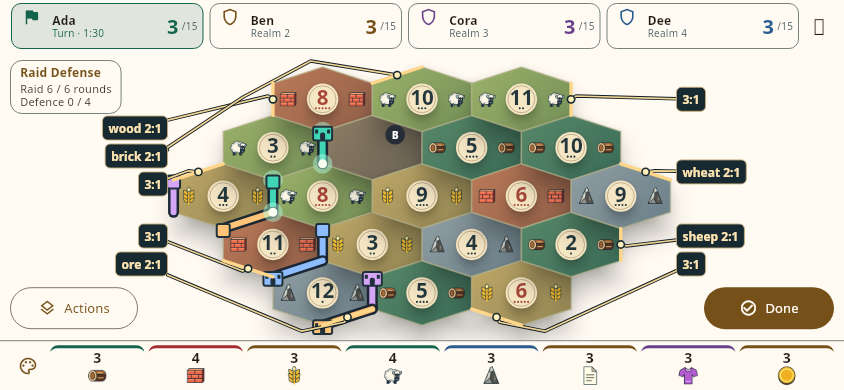 Ada
Turn · 1:30
3 /15
Ben
Realm 2
3 /15
Cora
Realm 3
3 /15
Dee
Realm 4
3 /15
Raid Defense
Raid 6 / 6 rounds
Defence 0 / 4
8
10
11
3:1
wood 2:1
brick 2:1
3
B
5
10
3:1
4
8
9
6
9
wheat 2:1
3:1
11
3
4
2
sheep 2:1
ore 2:1
12
5
6
3:1
Actions
Done
3
4
3
4
3
3
3
3